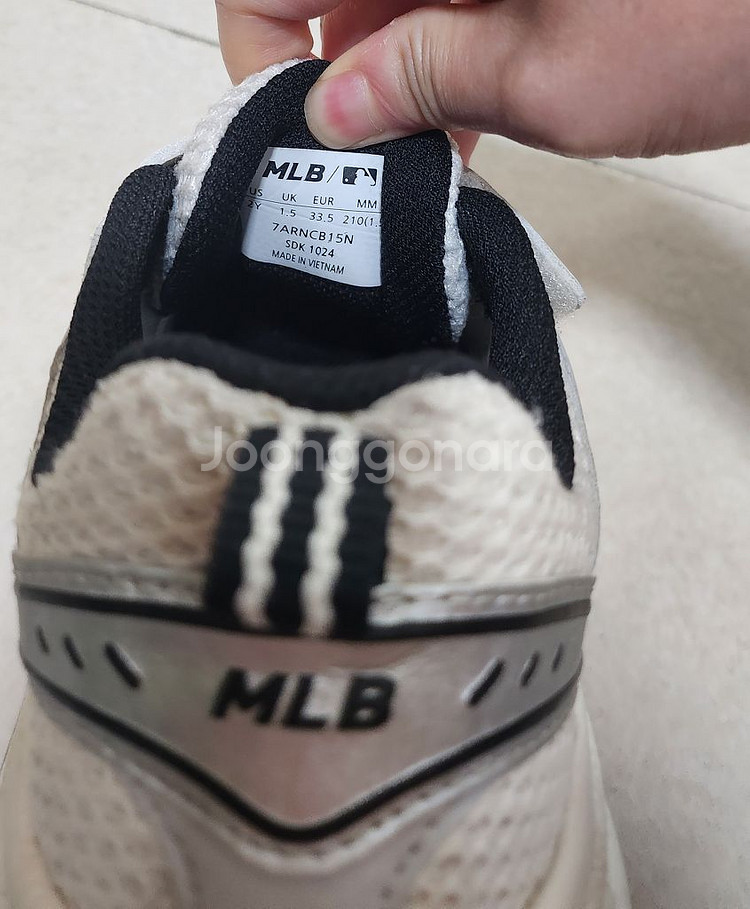 MLB /
US UK EUR MM
2Y 1.5 33.5 210(1.
7ARNCB15N
SDK 1024
MADE IN VIETNAM
Joonggonara
MLB